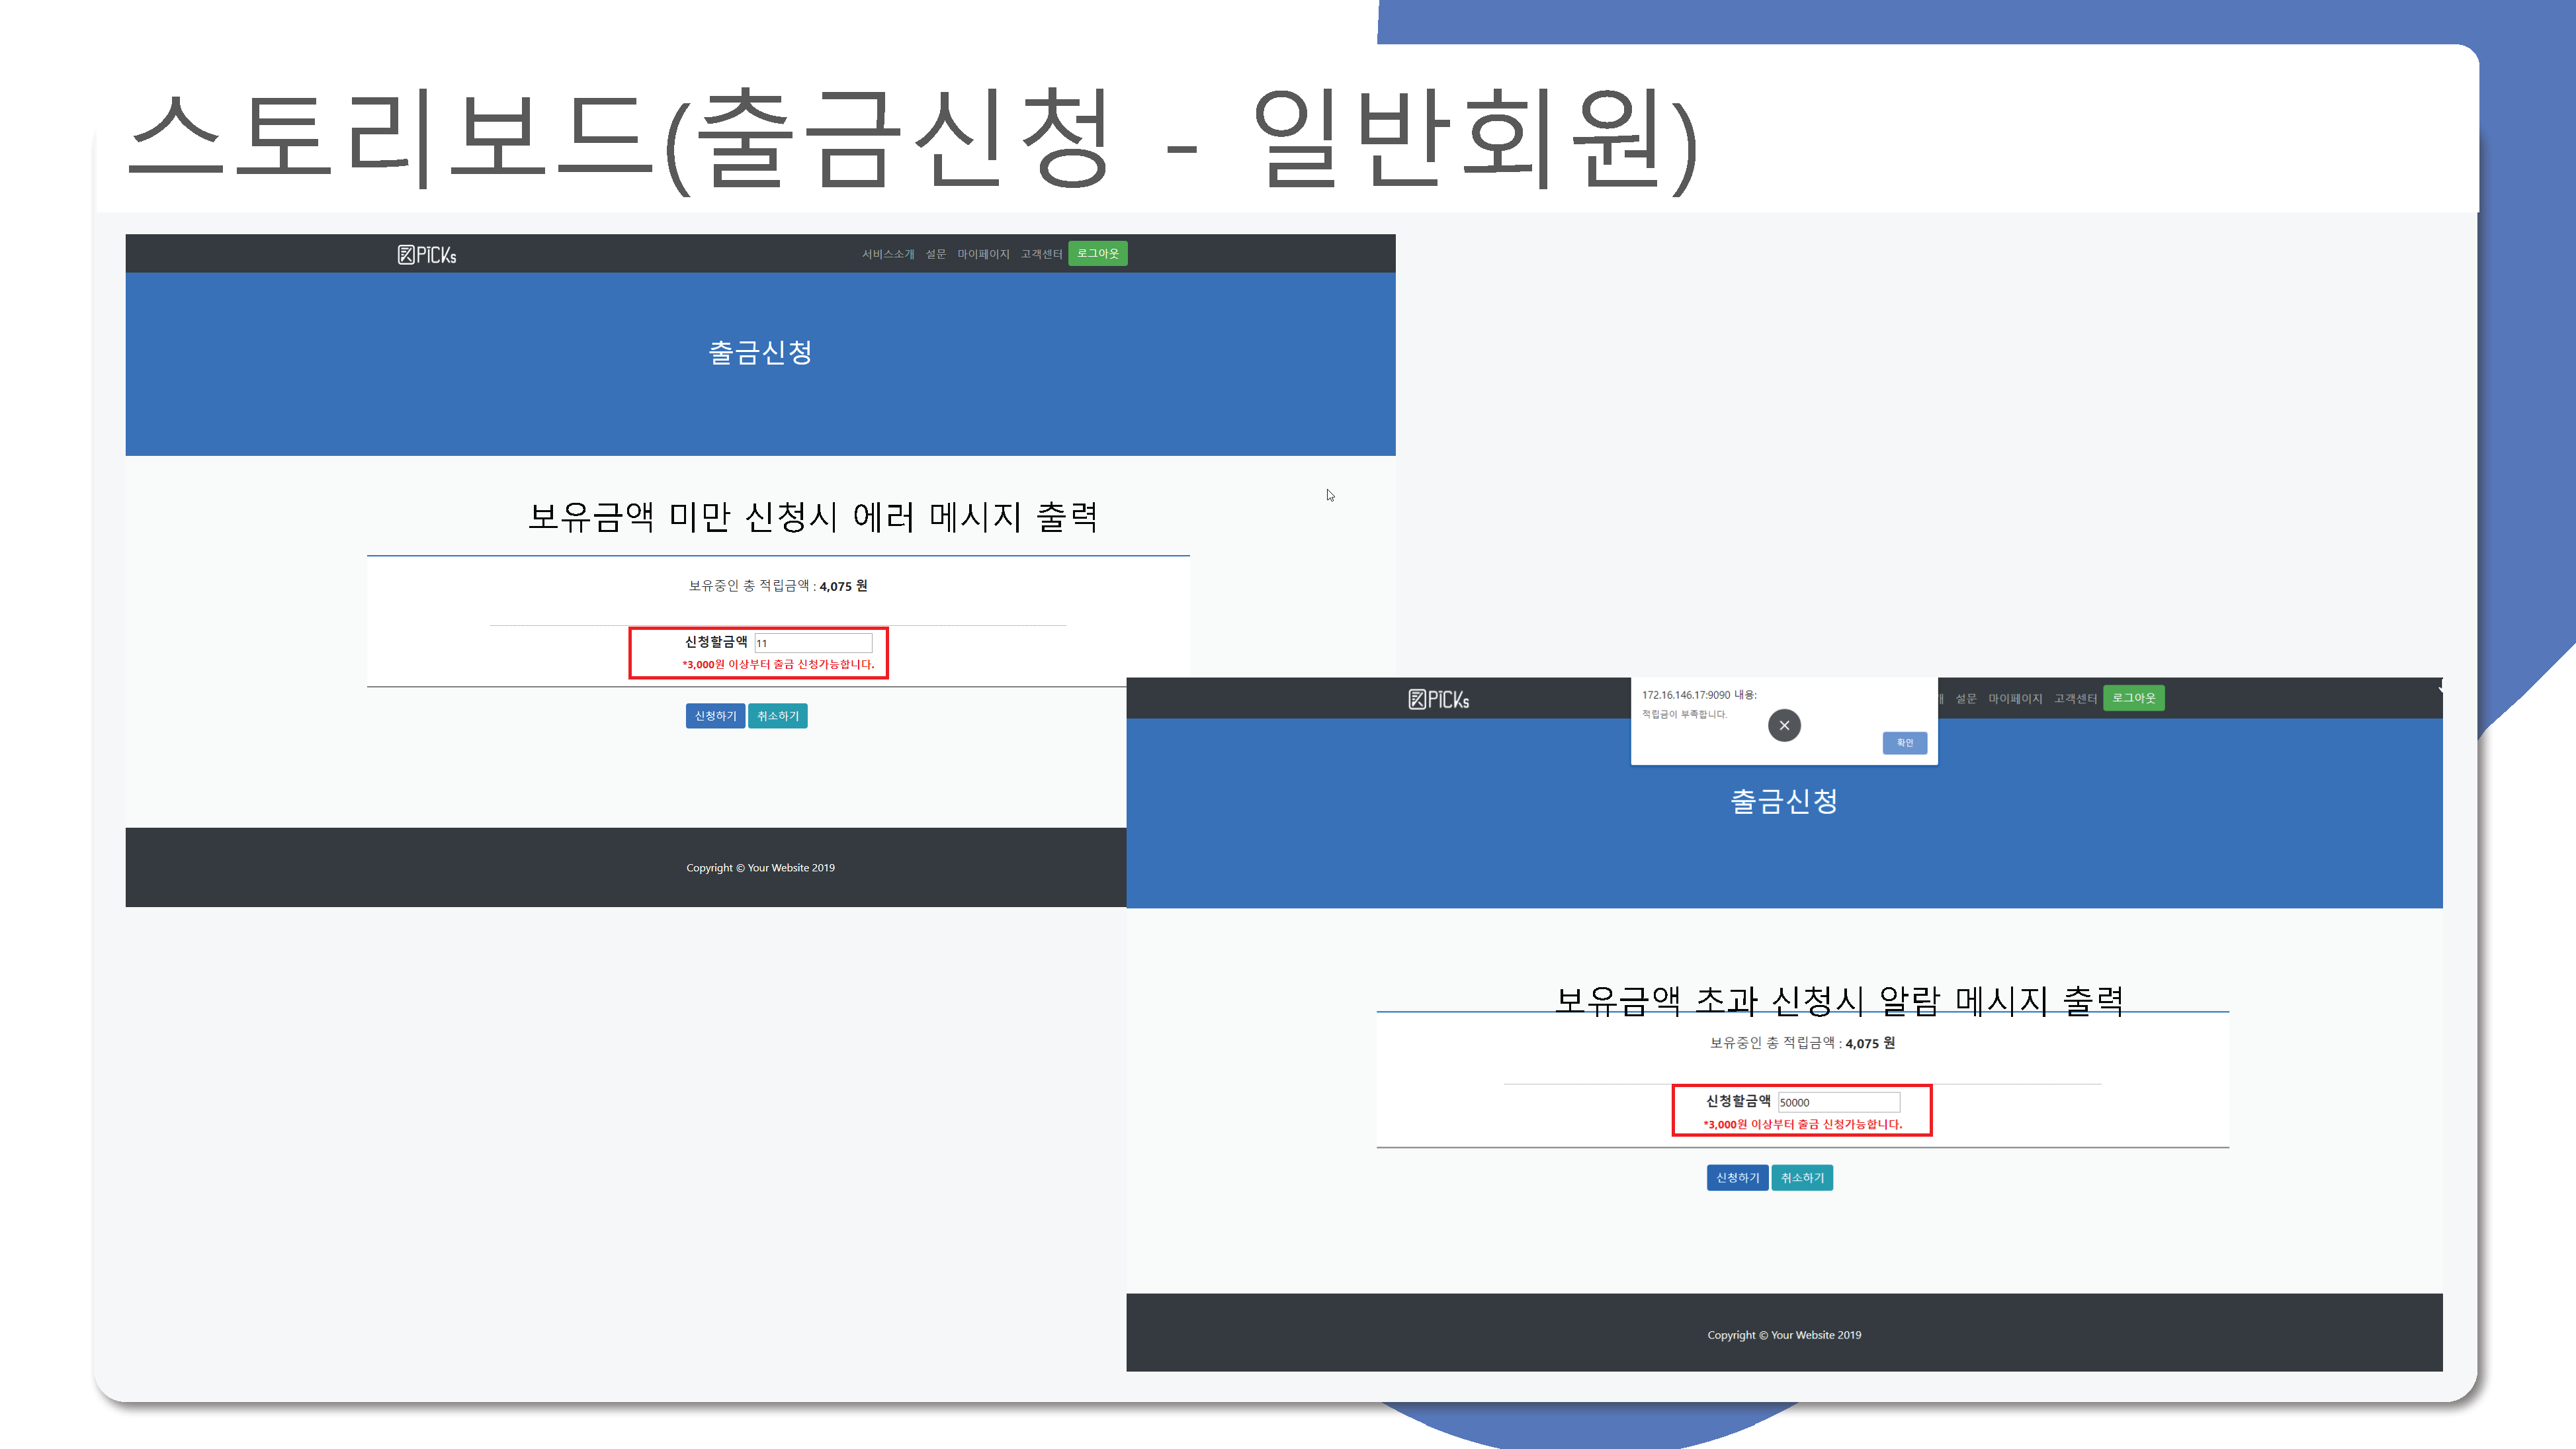 스토리보드(출금신청 - 일반회원)
PiCKs
서비스소개 설문 마이페이지 고객센터 로그아웃
출금신청
보유금액 미만 신청시 에러 메시지 출력
보유중인 총 적립금액 : 4,075 원
신청할금액 11
*3,000원 이상부터 출금 신청가능합니다.
신청하기 취소하기
Copyright © Your Website 2019
PiCKs
172.16.146.17:9090 내용:
적립금이 부족합니다.
확인
개 설문 마이페이지 고객센터 로그아웃
출금신청
보유금액 초과 신청시 알람 메시지 출력
보유중인 총 적립금액 : 4,075 원
신청할금액 50000
*3,000원 이상부터 출금 신청가능합니다.
신청하기 취소하기
Copyright © Your Website 2019